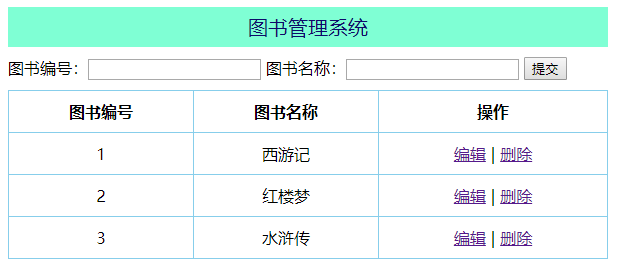 图书管理系统
图书编号： 图书名称： 提交
图书编号 图书名称 操作
1 西游记 编辑 | 删除
2 红楼梦 编辑 | 删除
3 水浒传 编辑 | 删除